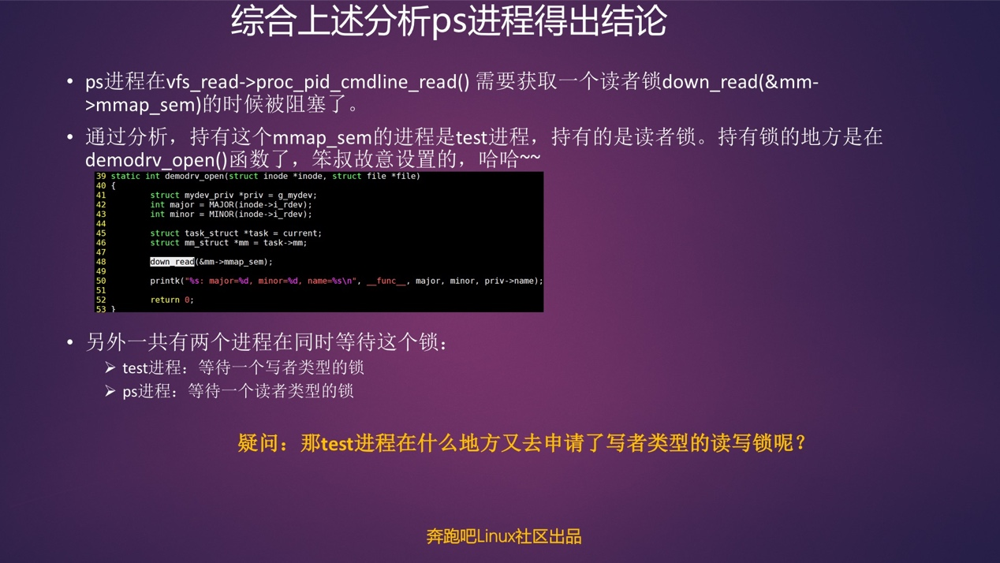 综合上述分析ps进程得出结论
• ps进程在vfs_read->proc_pid_cmdline_read() 需要获取一个读者锁down_read(&mm-
>mmap_sem)的时候被阻塞了。
• 通过分析，持有这个mmap_sem的进程是test进程，持有的是读者锁。持有锁的地方是在
demodrv_open()函数了，笨叔故意设置的，哈哈~~
39 static int demodrv_open(struct inode *inode, struct file *file)
40 {
41         struct mydev_priv *priv = g_mydev;
42         int major = MAJOR(inode->i_rdev);
43         int minor = MINOR(inode->i_rdev);
44
45         struct task_struct *task = current;
46         struct mm_struct *mm = task->mm;
47
48         down_read(&mm->mmap_sem);
49
50         printk("%s: major=%d, minor=%d, name=%s\n", __func__, major, minor, priv->name);
51
52         return 0;
53 }
• 另外一共有两个进程在同时等待这个锁：
➢ test进程：等待一个写者类型的锁
➢ ps进程：等待一个读者类型的锁
疑问：那test进程在什么地方又去申请了写者类型的读写锁呢？
奔跑吧Linux社区出品